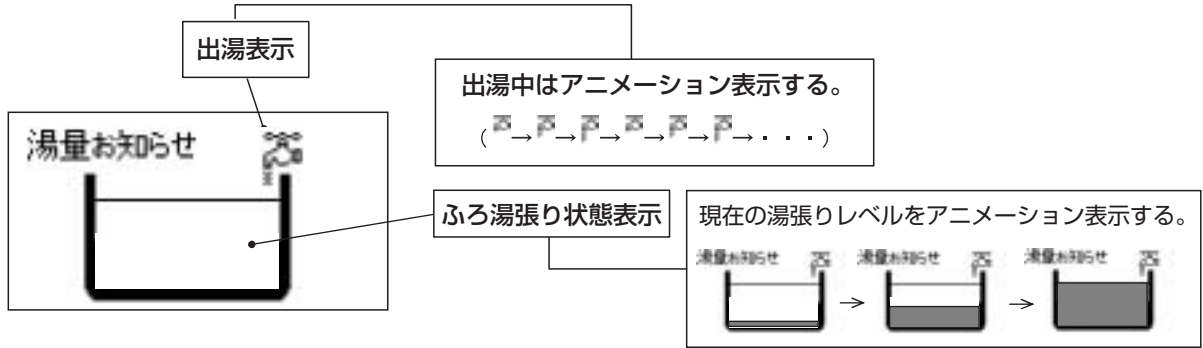 出湯表示
出湯中はアニメーション表示する。
( → → → → → →・・・)
湯量お知らせ
ふろ湯張り状態表示
現在の湯張りレベルをアニメーション表示する。
湯量お知らせ 湯量お知らせ 湯量お知らせ
→ →